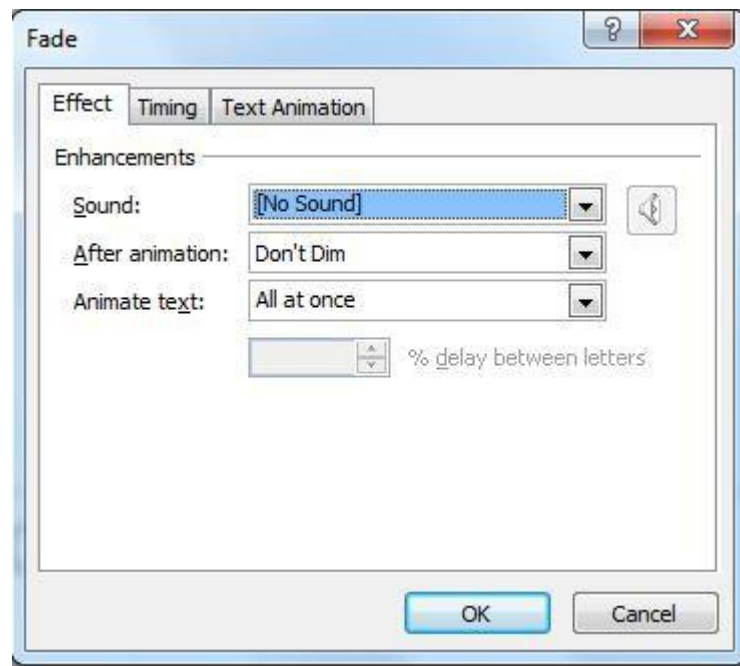 Fade
?
X
Effect Timing Text Animation
Enhancements
Sound: [No Sound]
After animation: Don't Dim
Animate text: All at once
% delay between letters
OK Cancel